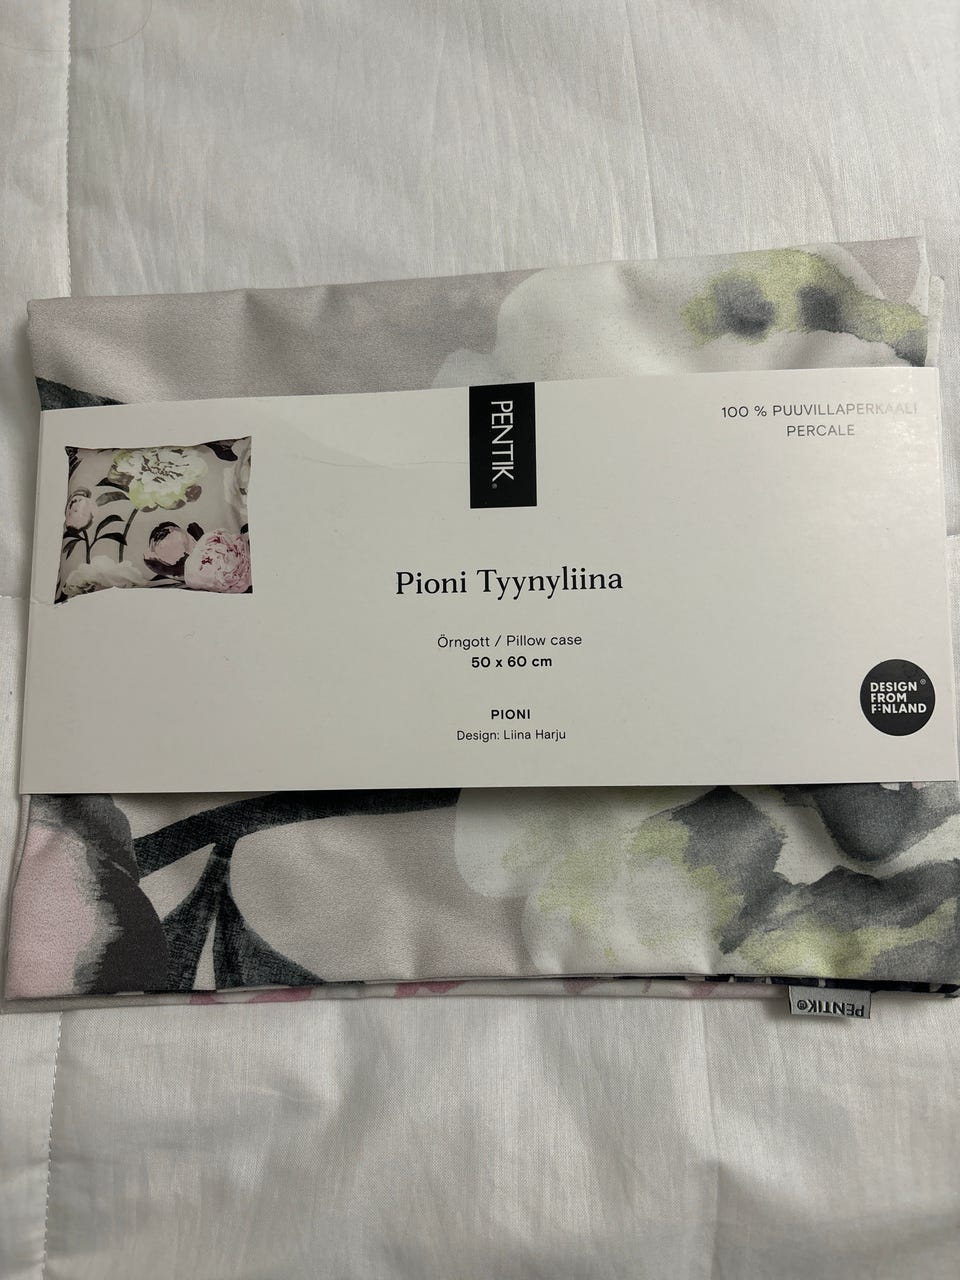 PENTIK®
100 % PUUVILLAPERKAALI
PERCALE
Pioni Tyynyliina
Örngott / Pillow case
50 x 60 cm
PIONI
Design: Liina Harju
DESIGN ®
FROM
FINLAND
PENTIK®